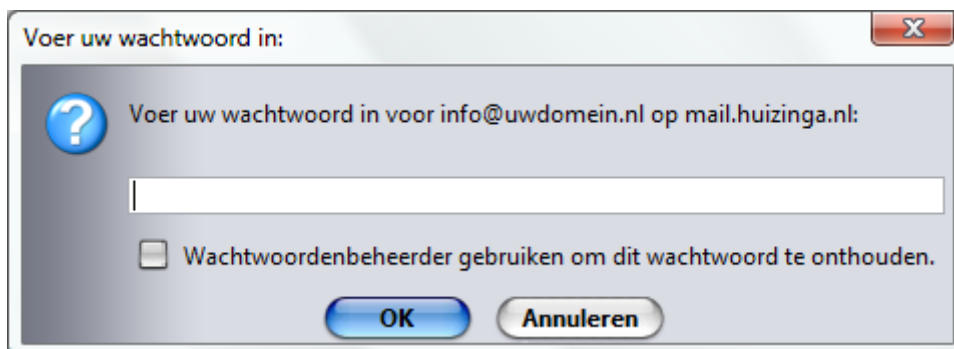 Voer uw wachtwoord in:
Voer uw wachtwoord in voor info@uwdomein.nl op mail.huizinga.nl:
Wachtwoordenbeheerder gebruiken om dit wachtwoord te onthouden.
OK
Annuleren